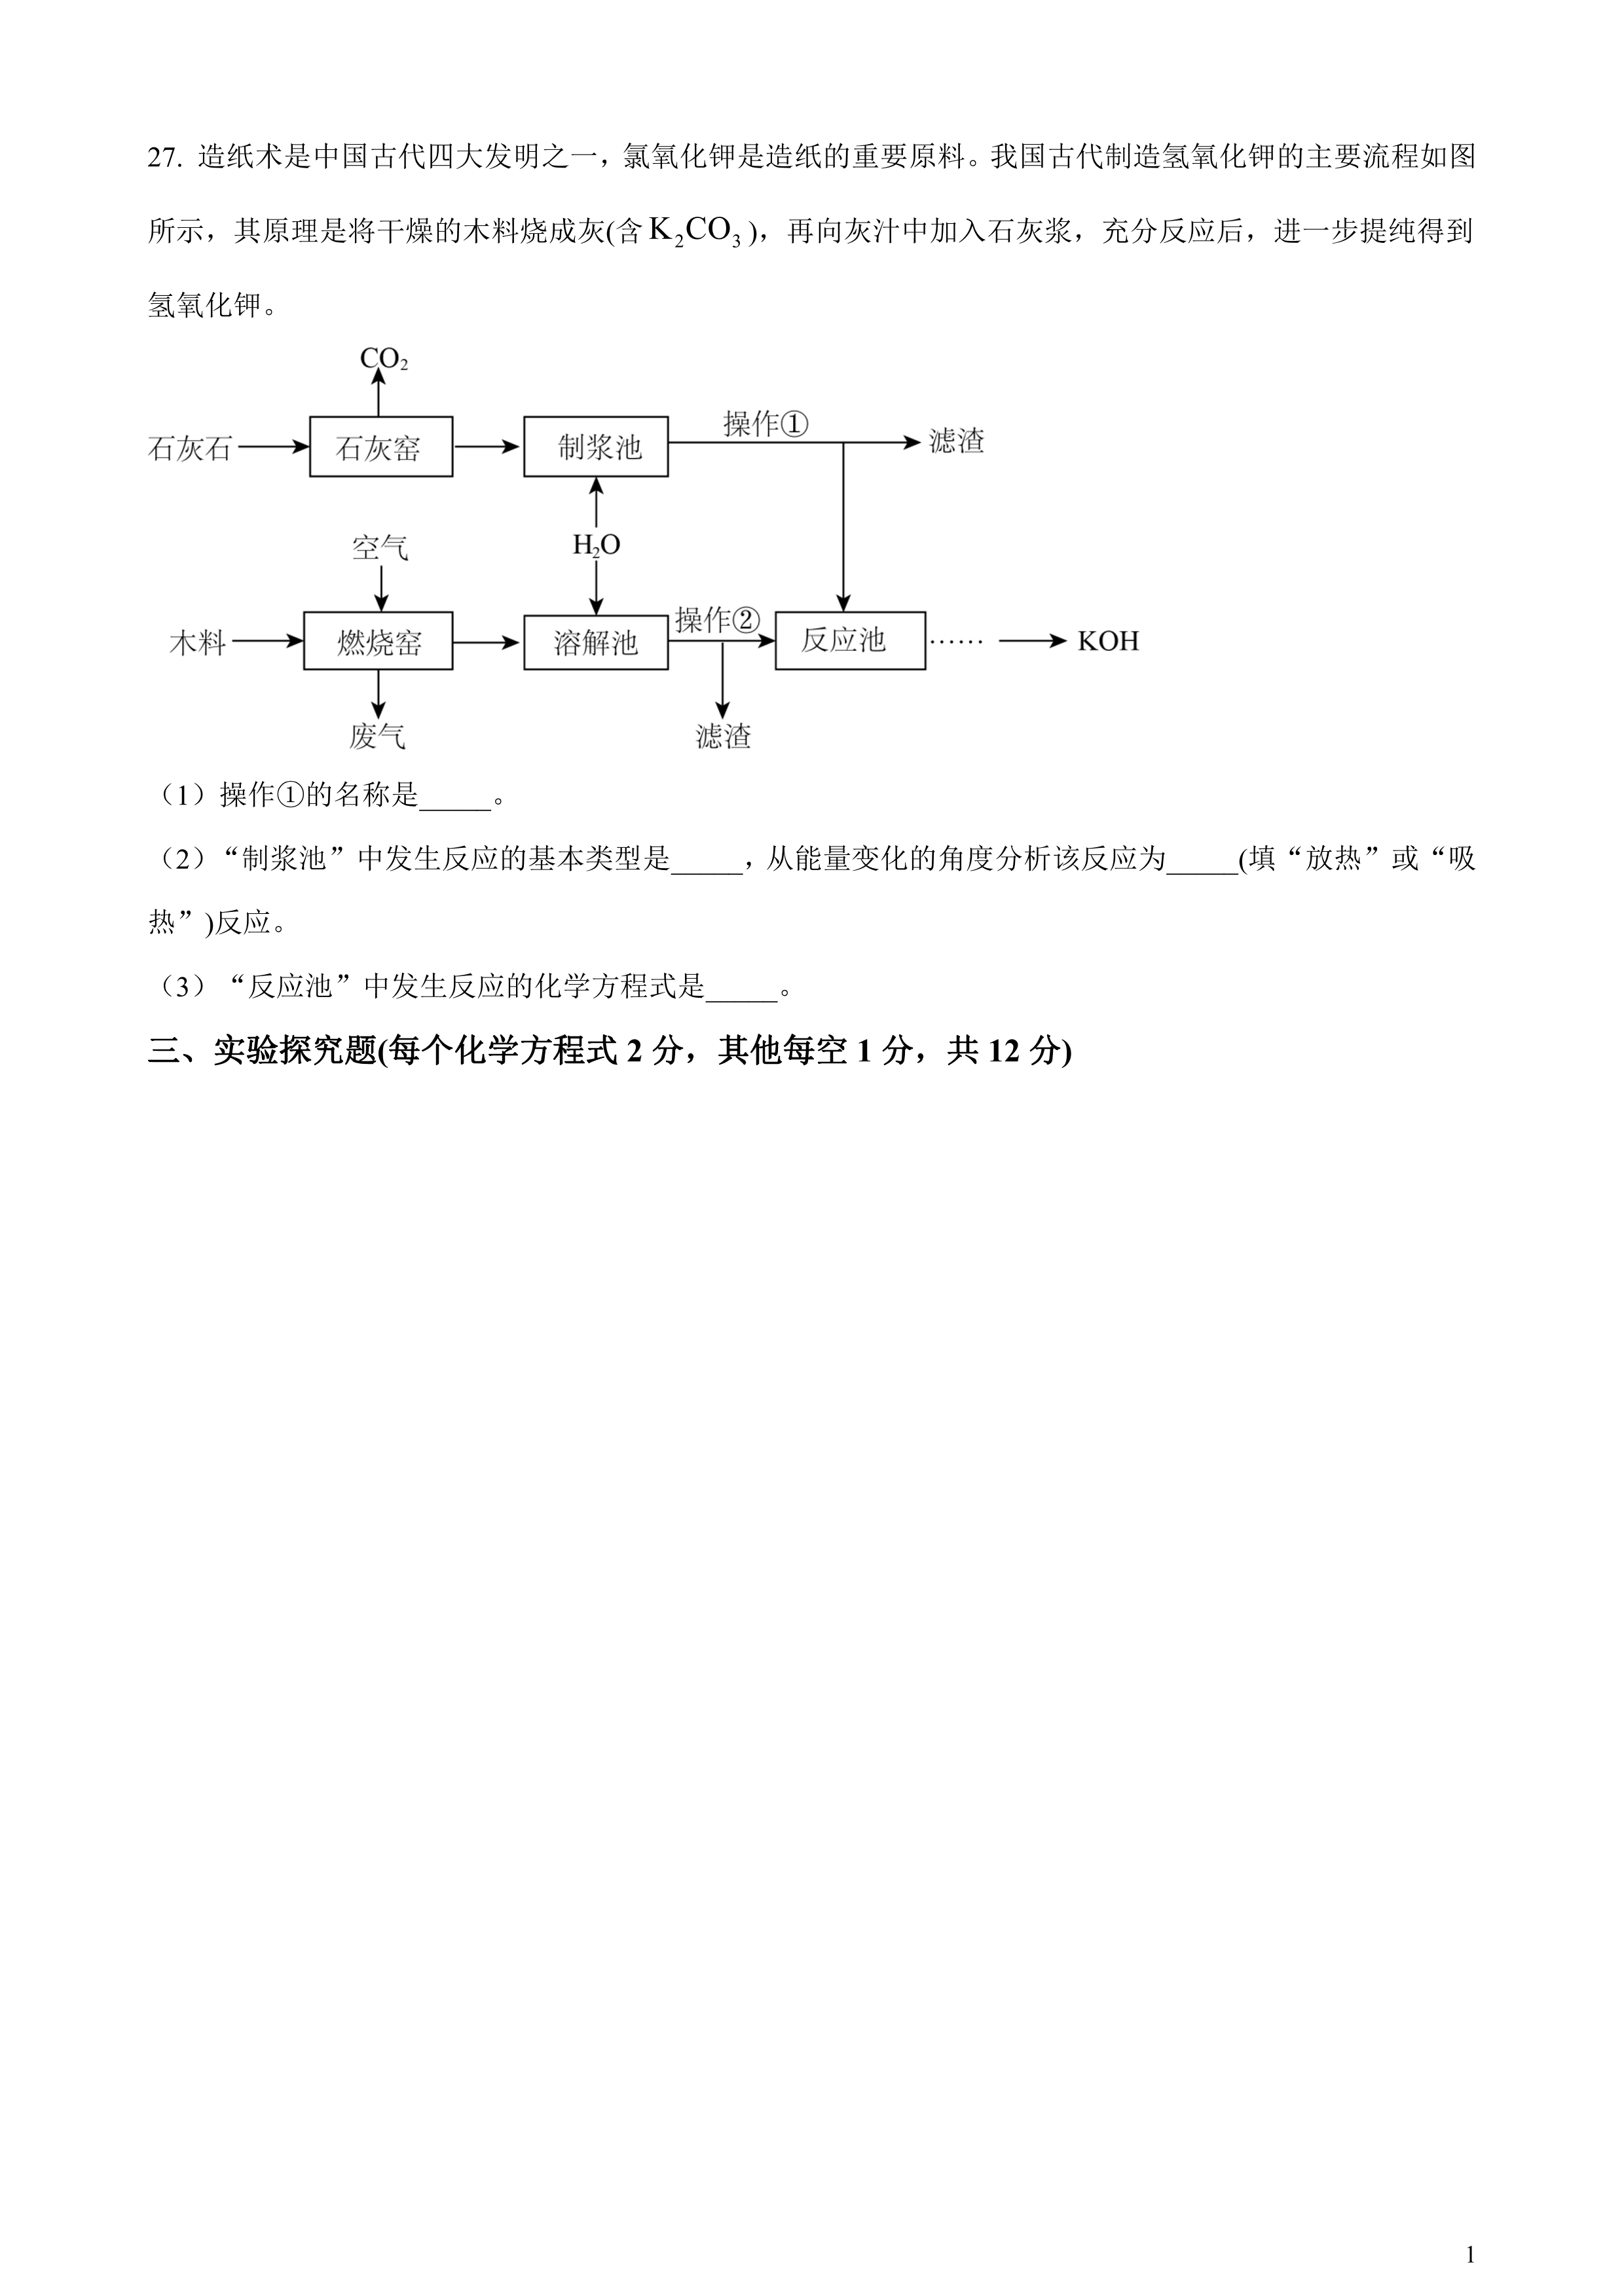 27. 造纸术是中国古代四大发明之一，氯氧化钾是造纸的重要原料。我国古代制造氢氧化钾的主要流程如图
所示，其原理是将干燥的木料烧成灰(含K₂CO₃)，再向灰汁中加入石灰浆，充分反应后，进一步提纯得到
氢氧化钾。
CO₂
操作①
石灰石 石灰窑 制浆池 滤渣
空气 H₂O
操作②
木料 燃烧窑 溶解池 反应池 …… KOH
废气 滤渣
（1）操作①的名称是_____。
（2）“制浆池”中发生反应的基本类型是_____，从能量变化的角度分析该反应为_____(填“放热”或“吸
热”)反应。
（3）“反应池”中发生反应的化学方程式是_____。
三、实验探究题(每个化学方程式 2 分，其他每空 1 分，共 12 分)
1